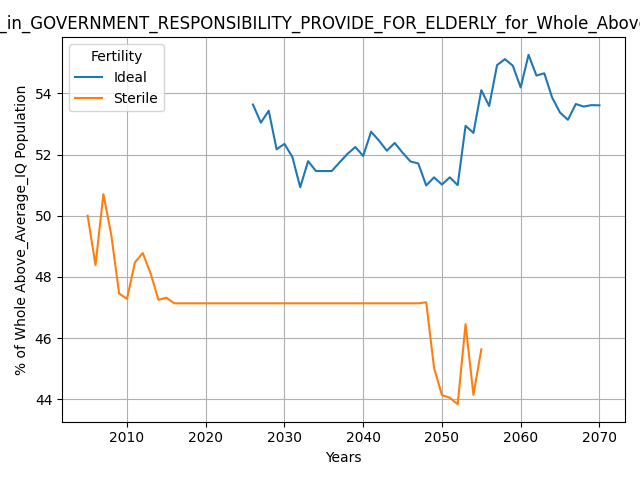 _in_GOVERNMENT_RESPONSIBILITY_PROVIDE_FOR_ELDERLY_for_Whole_Above
Fertility
Ideal
Sterile
% of Whole Above_Average_IQ Population
54
52
50
48
46
44
2010 2020 2030 2040 2050 2060 2070
Years